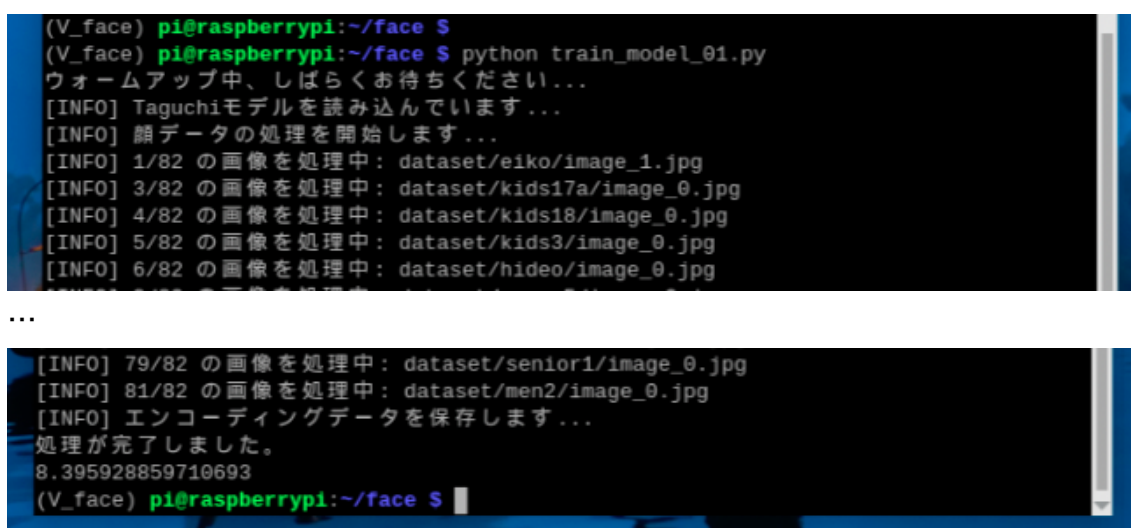 (V_face) pi@raspberrypi:~/face $
(V_face) pi@raspberrypi:~/face $ python train_model_01.py
ウォームアップ中、しばらくお待ちください...
[INFO] Taguchiモデルを読み込んでいます...
[INFO] 顔データの処理を開始します...
[INFO] 1/82 の画像を処理中: dataset/eiko/image_1.jpg
[INFO] 3/82 の画像を処理中: dataset/kids17a/image_0.jpg
[INFO] 4/82 の画像を処理中: dataset/kids18/image_0.jpg
[INFO] 5/82 の画像を処理中: dataset/kids3/image_0.jpg
[INFO] 6/82 の画像を処理中: dataset/hideo/image_0.jpg
...
[INFO] 79/82 の画像を処理中: dataset/senior1/image_0.jpg
[INFO] 81/82 の画像を処理中: dataset/men2/image_0.jpg
[INFO] エンコーディングデータを保存します...
処理が完了しました。
8.395928859710693
(V_face) pi@raspberrypi:~/face $